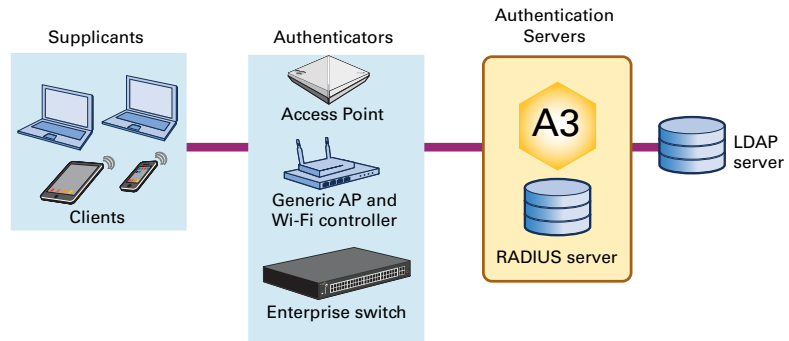 Supplicants
Clients
Authenticators
Access Point
Generic AP and
Wi-Fi controller
Enterprise switch
Authentication
Servers
A3
RADIUS server
LDAP
server